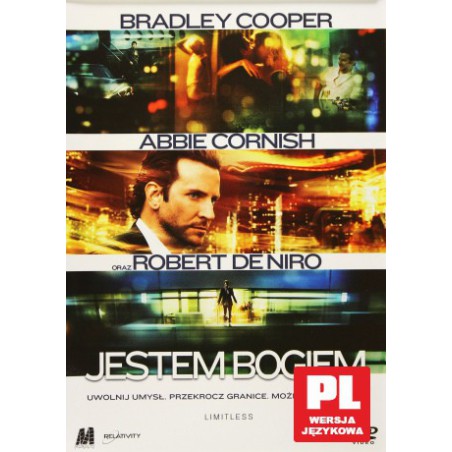 BRADLEY COOPER
ABBIE CORNISH
ORAZ ROBERT DE NIRO
JESTEM BOGIEM
UWOLNIJ UMYSŁ. PRZEKROCZ GRANICE.
LIMITLESS
PL
WERSJA
JĘZYKOWA
RELATIVITY
VIDEO